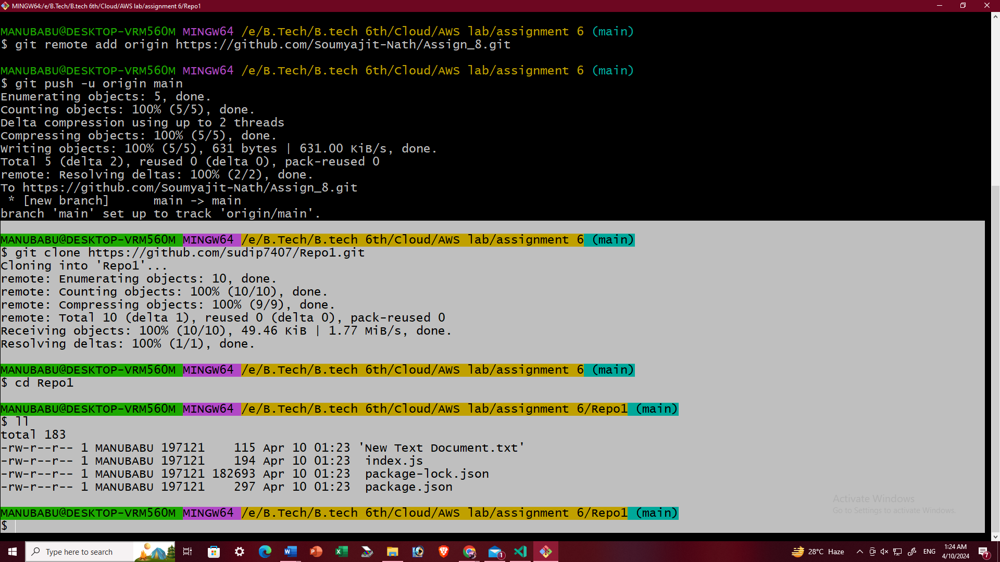 MINGW64:/e/B.Tech/B.tech 6th/Cloud/AWS lab/assignment 6/Repo1
MANUBABU@DESKTOP-VRM560M MINGW64 /e/B.Tech/B.tech 6th/Cloud/AWS lab/assignment 6 (main)
$ git remote add origin https://github.com/Soumyajit-Nath/Assign_8.git
MANUBABU@DESKTOP-VRM560M MINGW64 /e/B.Tech/B.tech 6th/Cloud/AWS lab/assignment 6 (main)
$ git push -u origin main
Enumerating objects: 5, done.
Counting objects: 100% (5/5), done.
Delta compression using up to 2 threads
Compressing objects: 100% (5/5), done.
Writing objects: 100% (5/5), 631 bytes | 631.00 KiB/s, done.
Total 5 (delta 2), reused 0 (delta 0), pack-reused 0
remote: Resolving deltas: 100% (2/2), done.
To https://github.com/Soumyajit-Nath/Assign_8.git
 * [new branch]      main -> main
branch 'main' set up to track 'origin/main'.
MANUBABU@DESKTOP-VRM560M MINGW64 /e/B.Tech/B.tech 6th/Cloud/AWS lab/assignment 6 (main)
$ git clone https://github.com/sudip7407/Repo1.git
Cloning into 'Repo1'...
remote: Enumerating objects: 10, done.
remote: Counting objects: 100% (10/10), done.
remote: Compressing objects: 100% (9/9), done.
remote: Total 10 (delta 1), reused 0 (delta 0), pack-reused 0
Receiving objects: 100% (10/10), 49.46 KiB | 1.77 MiB/s, done.
Resolving deltas: 100% (1/1), done.
MANUBABU@DESKTOP-VRM560M MINGW64 /e/B.Tech/B.tech 6th/Cloud/AWS lab/assignment 6 (main)
$ cd Repo1
MANUBABU@DESKTOP-VRM560M MINGW64 /e/B.Tech/B.tech 6th/Cloud/AWS lab/assignment 6/Repo1 (main)
$ ll
total 183
-rw-r--r-- 1 MANUBABU 197121    115 Apr 10 01:23 'New Text Document.txt'
-rw-r--r-- 1 MANUBABU 197121    194 Apr 10 01:23  index.js
-rw-r--r-- 1 MANUBABU 197121 182693 Apr 10 01:23  package-lock.json
-rw-r--r-- 1 MANUBABU 197121    297 Apr 10 01:23  package.json
MANUBABU@DESKTOP-VRM560M MINGW64 /e/B.Tech/B.tech 6th/Cloud/AWS lab/assignment 6/Repo1 (main)
$
Activate Windows
Go to Settings to activate Windows.
Type here to search
1
28°C Haze
ENG
1:24 AM
4/10/2024
7